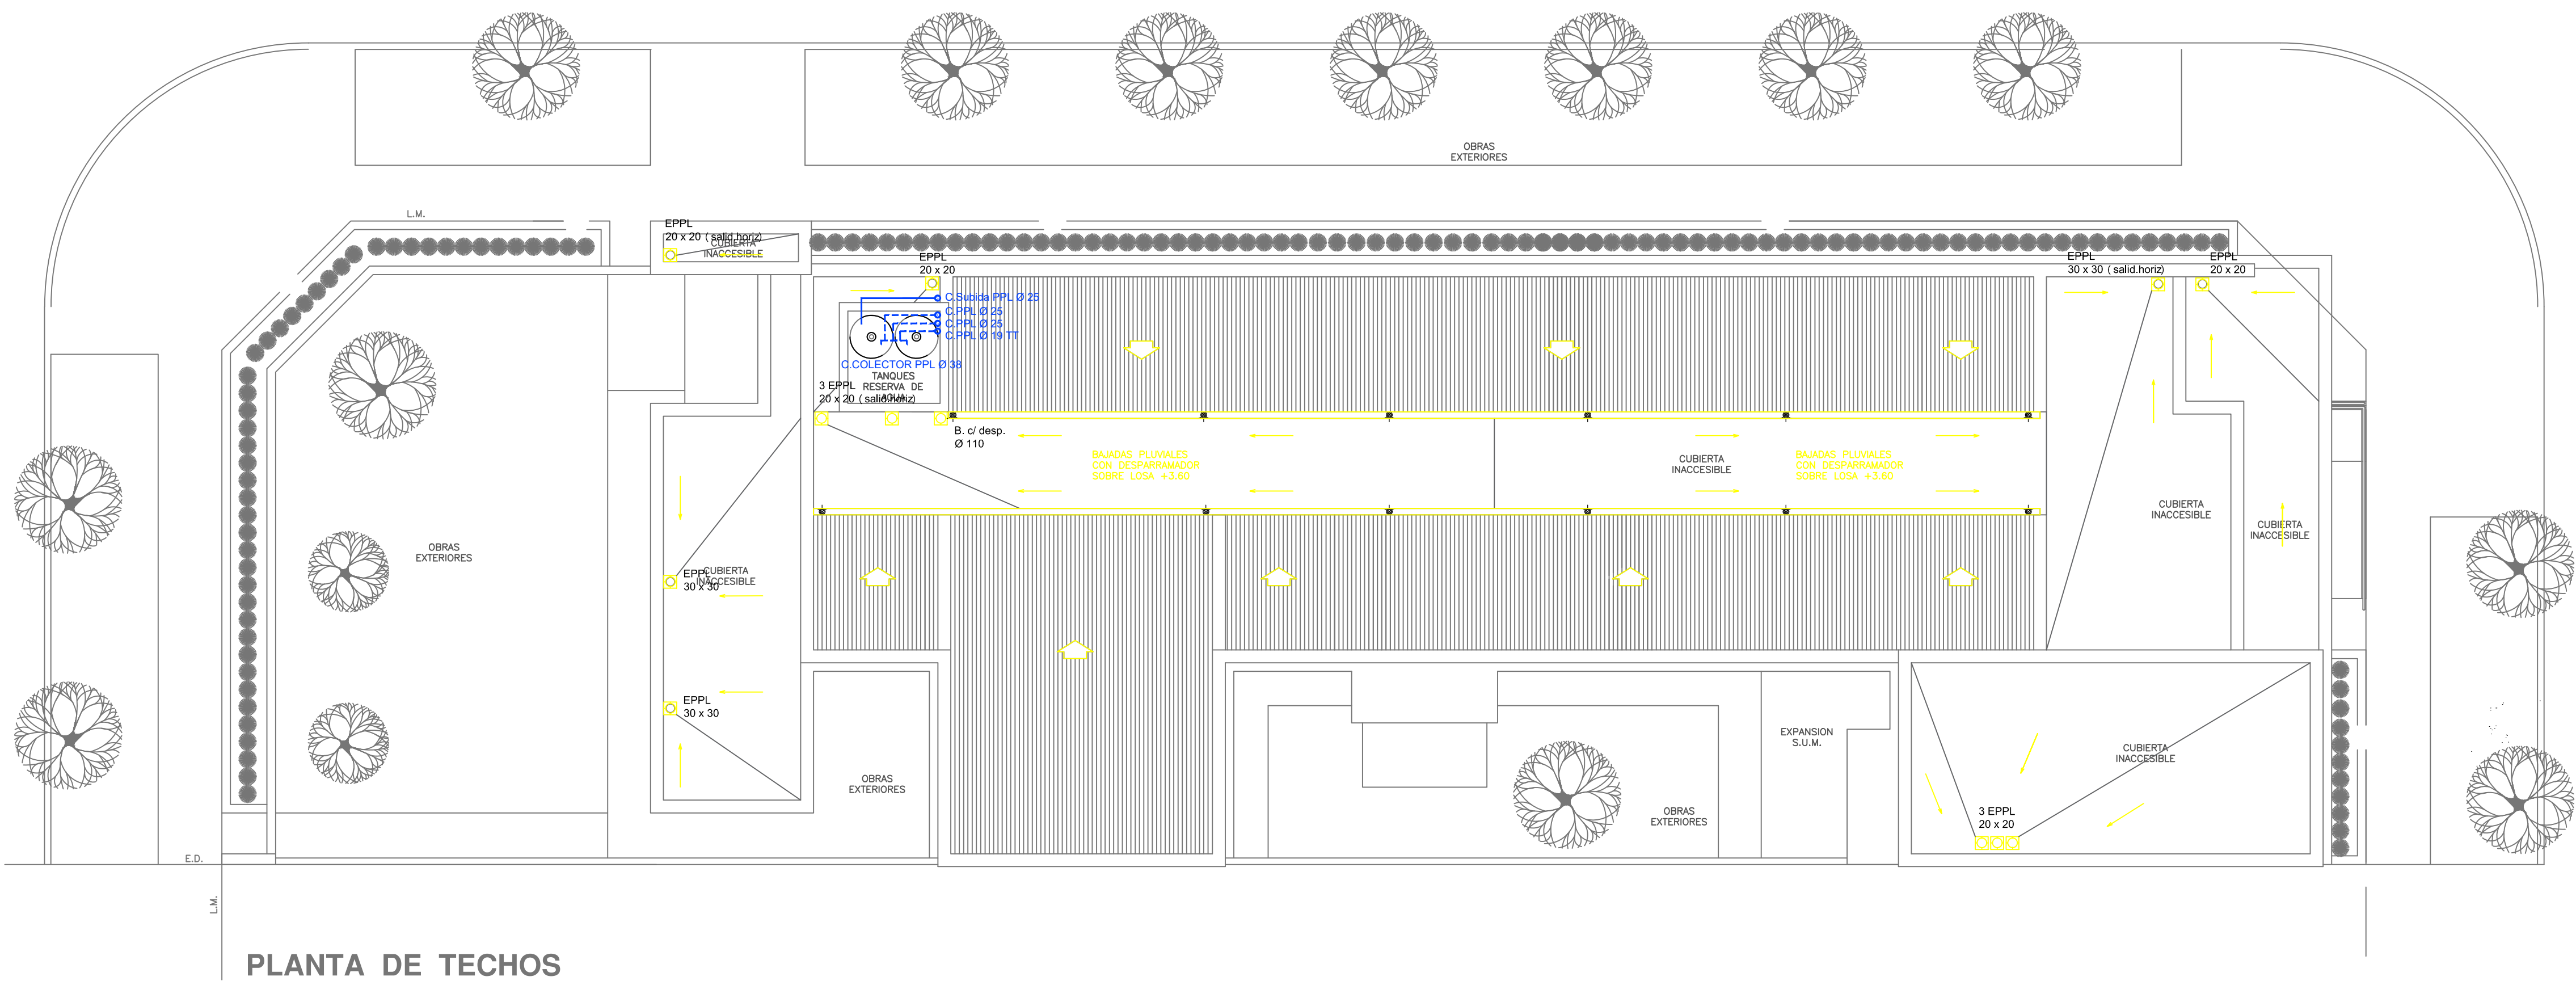 OBRAS
EXTERIORES
L.M.
EPPL
20 x 20 ( salid.horiz)
CUBIERTA
INACCESIBLE
EPPL
20 x 20
EPPL
30 x 30 ( salid.horiz)
EPPL
20 x 20
C.Subida PPL Ø 25
C.PPL Ø 25
C.PPL Ø 25
C.PPL Ø 19 TT
C.COLECTOR PPL Ø 38
TANQUES
RESERVA DE
AGUA
3 EPPL
20 x 20 ( salid.horiz)
B. c/ desp.
Ø 110
BAJADAS PLUVIALES
CON DESPARRAMADOR
SOBRE LOSA +3.60
CUBIERTA
INACCESIBLE
BAJADAS PLUVIALES
CON DESPARRAMADOR
SOBRE LOSA +3.60
CUBIERTA
INACCESIBLE
CUBIERTA
INACCESIBLE
OBRAS
EXTERIORES
EPPL
30 x 30
CUBIERTA
INACCESIBLE
EPPL
30 x 30
OBRAS
EXTERIORES
EXPANSION
S.U.M.
CUBIERTA
INACCESIBLE
OBRAS
EXTERIORES
3 EPPL
20 x 20
E.D.
L.M.
PLANTA DE TECHOS